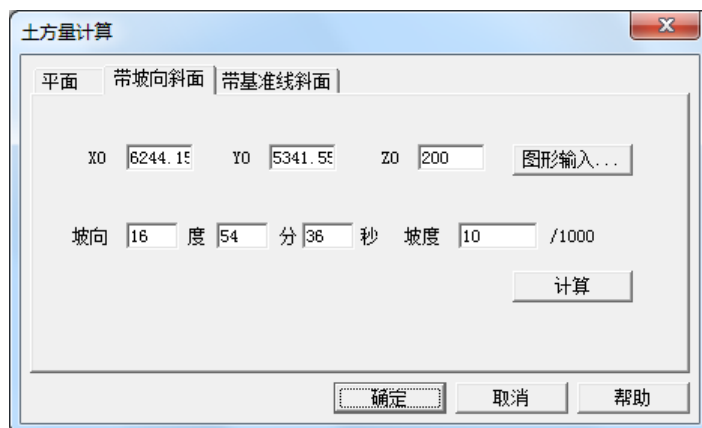 土方量计算
平面 带坡向斜面 带基准线斜面
X0 6244.15 Y0 5341.55 Z0 200 图形输入...
坡向 16 度 54 分 36 秒 坡度 10 /1000
计算
确定 取消 帮助